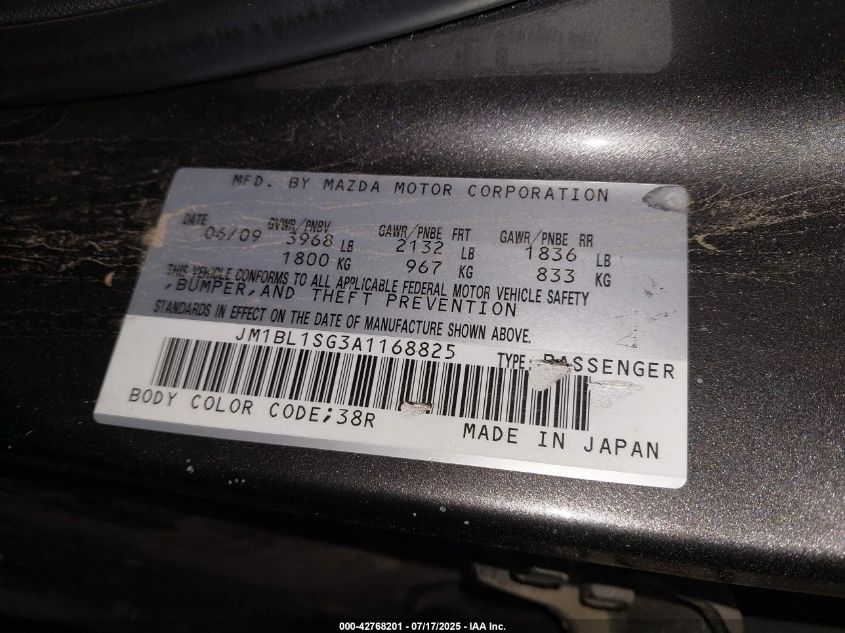 MFD. BY MAZDA MOTOR CORPORATION
DATE GVWR/PNBV GAWR/PNBE FRT GAWR/PNBE RR
06/09 3968 LB 2132 LB 1836 LB
1800 KG 967 KG 833 KG
THIS VEHICLE CONFORMS TO ALL APPLICABLE FEDERAL MOTOR VEHICLE SAFETY
,BUMPER,AND THEFT PREVENTION
STANDARDS IN EFFECT ON THE DATE OF MANUFACTURE SHOWN ABOVE.
JM1BL1SG3A1168825 TYPE: PASSENGER
BODY COLOR CODE;38R MADE IN JAPAN
000-42768201 - 07/17/2025 - IAA Inc.